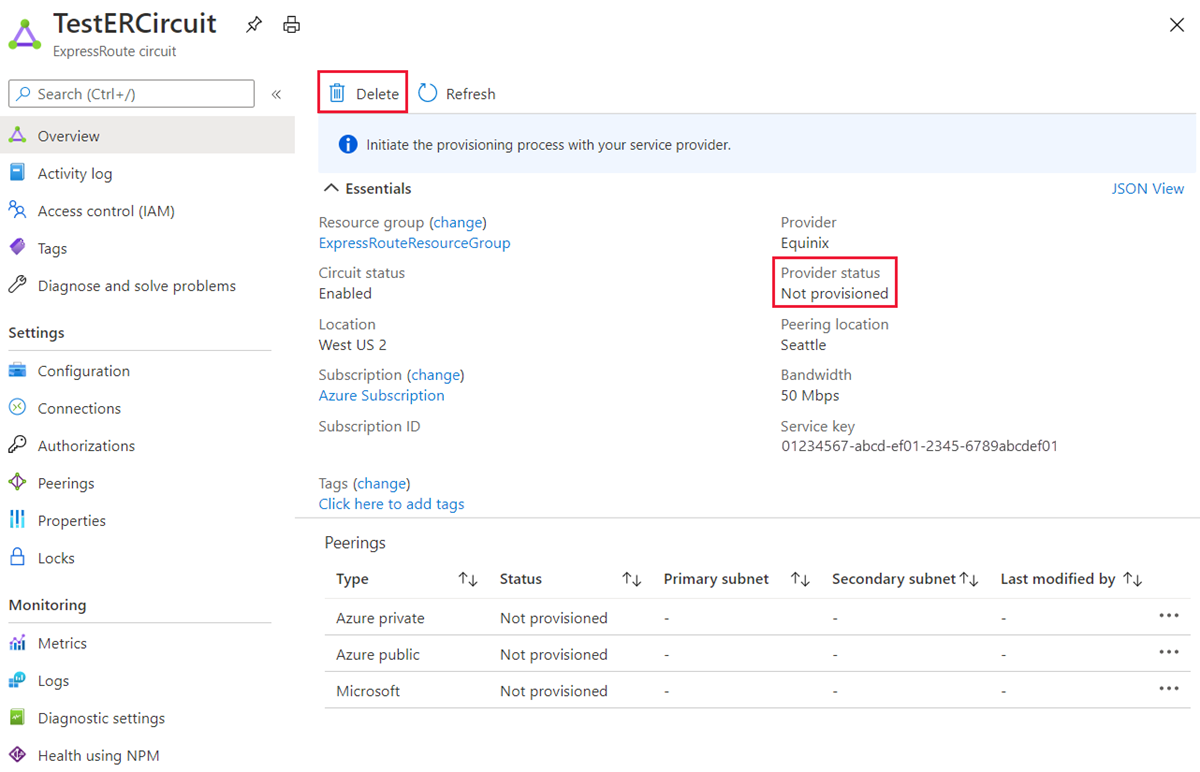 TestERCircuit
ExpressRoute circuit
Search (Ctrl+/)
«
Overview
Activity log
Access control (IAM)
Tags
Diagnose and solve problems
Settings
Configuration
Connections
Authorizations
Peerings
Properties
Locks
Monitoring
Metrics
Logs
Diagnostic settings
Health using NPM
Delete
Refresh
Initiate the provisioning process with your service provider.
Essentials
JSON View
Resource group (change)
ExpressRouteResourceGroup
Circuit status
Enabled
Location
West US 2
Subscription (change)
Azure Subscription
Subscription ID
Provider
Equinix
Provider status
Not provisioned
Peering location
Seattle
Bandwidth
50 Mbps
Service key
01234567-abcd-ef01-2345-6789abcdef01
Tags (change)
Click here to add tags
Peerings
Type Status Primary subnet Secondary subnet Last modified by
Azure private Not provisioned - - -
Azure public Not provisioned - - -
Microsoft Not provisioned - - -